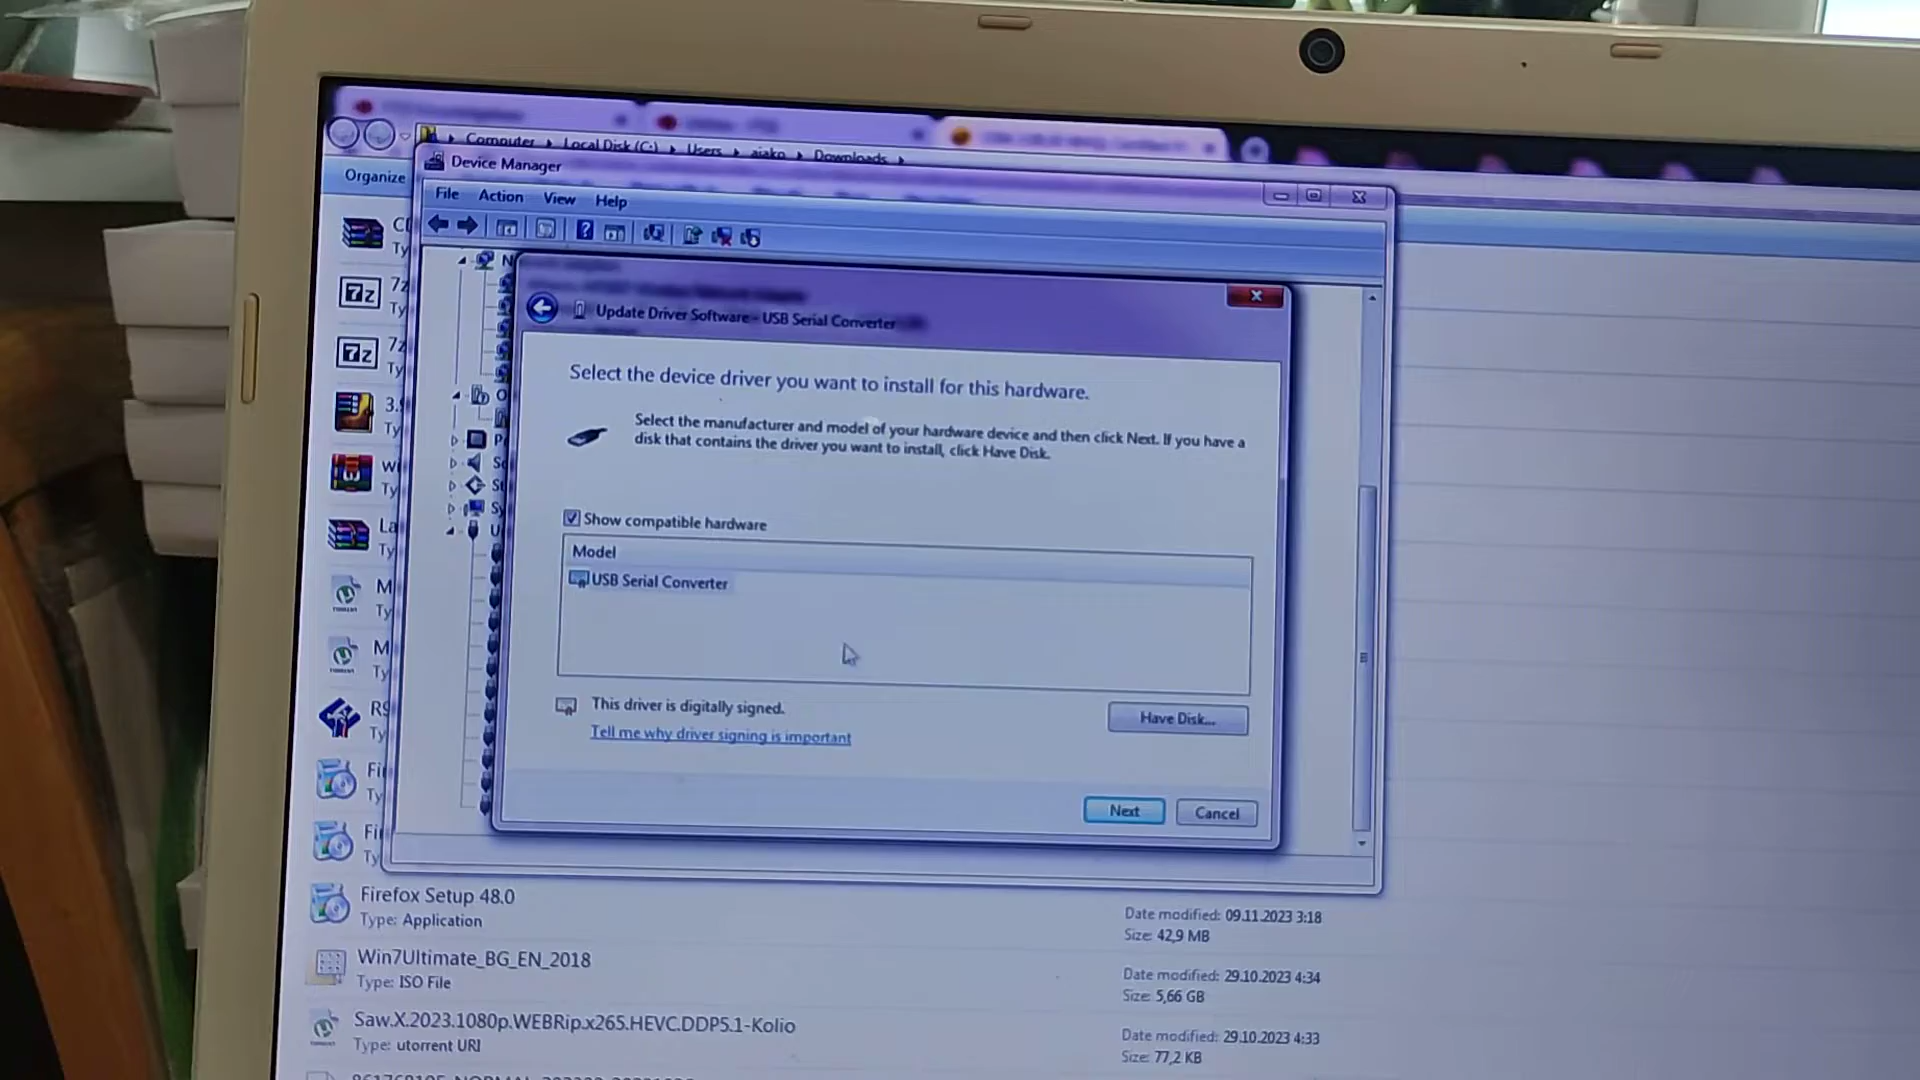 Computer ▸ Local Disk (C:) ▸ Users ▸ aiako ▸ Downloads ▸
Device Manager
Organize
File Action View Help
Update Driver Software - USB Serial Converter
Select the device driver you want to install for this hardware.
Select the manufacturer and model of your hardware device and then click Next. If you have a
disk that contains the driver you want to install, click Have Disk.
Show compatible hardware
Model
USB Serial Converter
This driver is digitally signed.
Have Disk...
Tell me why driver signing is important
Next Cancel
Firefox Setup 48.0
Type: Application
Date modified: 09.11.2023 3:18
Size: 42,9 MB
Win7Ultimate_BG_EN_2018
Type: ISO File
Date modified: 29.10.2023 4:34
Size: 5,66 GB
Saw.X.2023.1080p.WEBRip.x265.HEVC.DDP5.1-Kolio
Type: utorrent URI
Date modified: 29.10.2023 4:33
Size: 77,2 KB